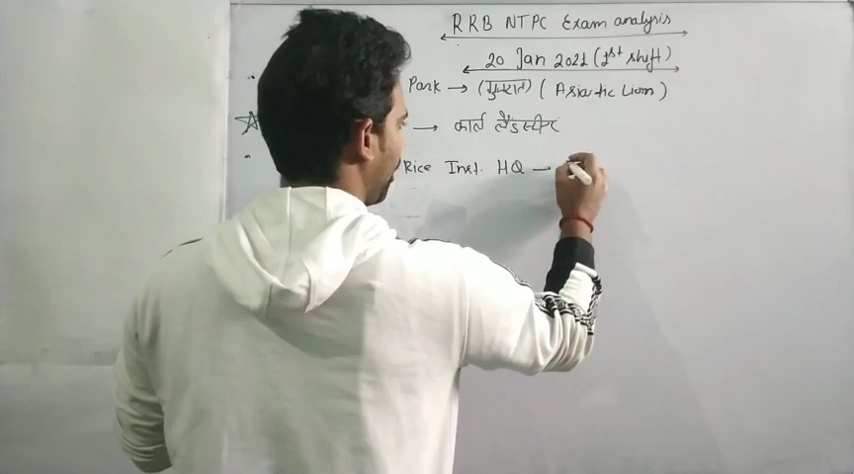 RRB NTPC Exam analysis
20 Jan 2021 (1st shift)
Park → (गुजरात) ( Asiatic Lion )
→ कार्ल लैंडस्टीनर
Rice Inst. HQ —